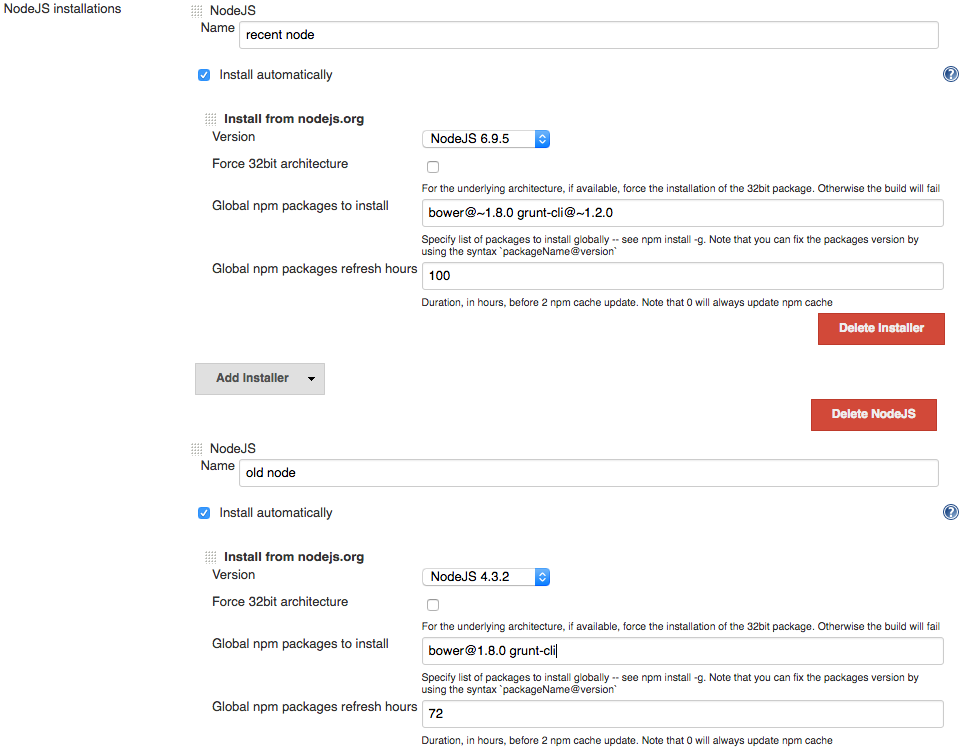 NodeJS installations
NodeJS
Name
recent node
Install automatically
?
Install from nodejs.org
Version
NodeJS 6.9.5
Force 32bit architecture
For the underlying architecture, if available, force the installation of the 32bit package. Otherwise the build will fail
Global npm packages to install
bower@~1.8.0 grunt-cli@~1.2.0
Specify list of packages to install globally -- see npm install -g. Note that you can fix the packages version by
using the syntax `packageName@version`
Global npm packages refresh hours
100
Duration, in hours, before 2 npm cache update. Note that 0 will always update npm cache
Delete Installer
Add Installer
Delete NodeJS
NodeJS
Name
old node
Install automatically
?
Install from nodejs.org
Version
NodeJS 4.3.2
Force 32bit architecture
For the underlying architecture, if available, force the installation of the 32bit package. Otherwise the build will fail
Global npm packages to install
bower@1.8.0 grunt-cli
Specify list of packages to install globally -- see npm install -g. Note that you can fix the packages version by
using the syntax `packageName@version`
Global npm packages refresh hours
72
Duration, in hours, before 2 npm cache update. Note that 0 will always update npm cache